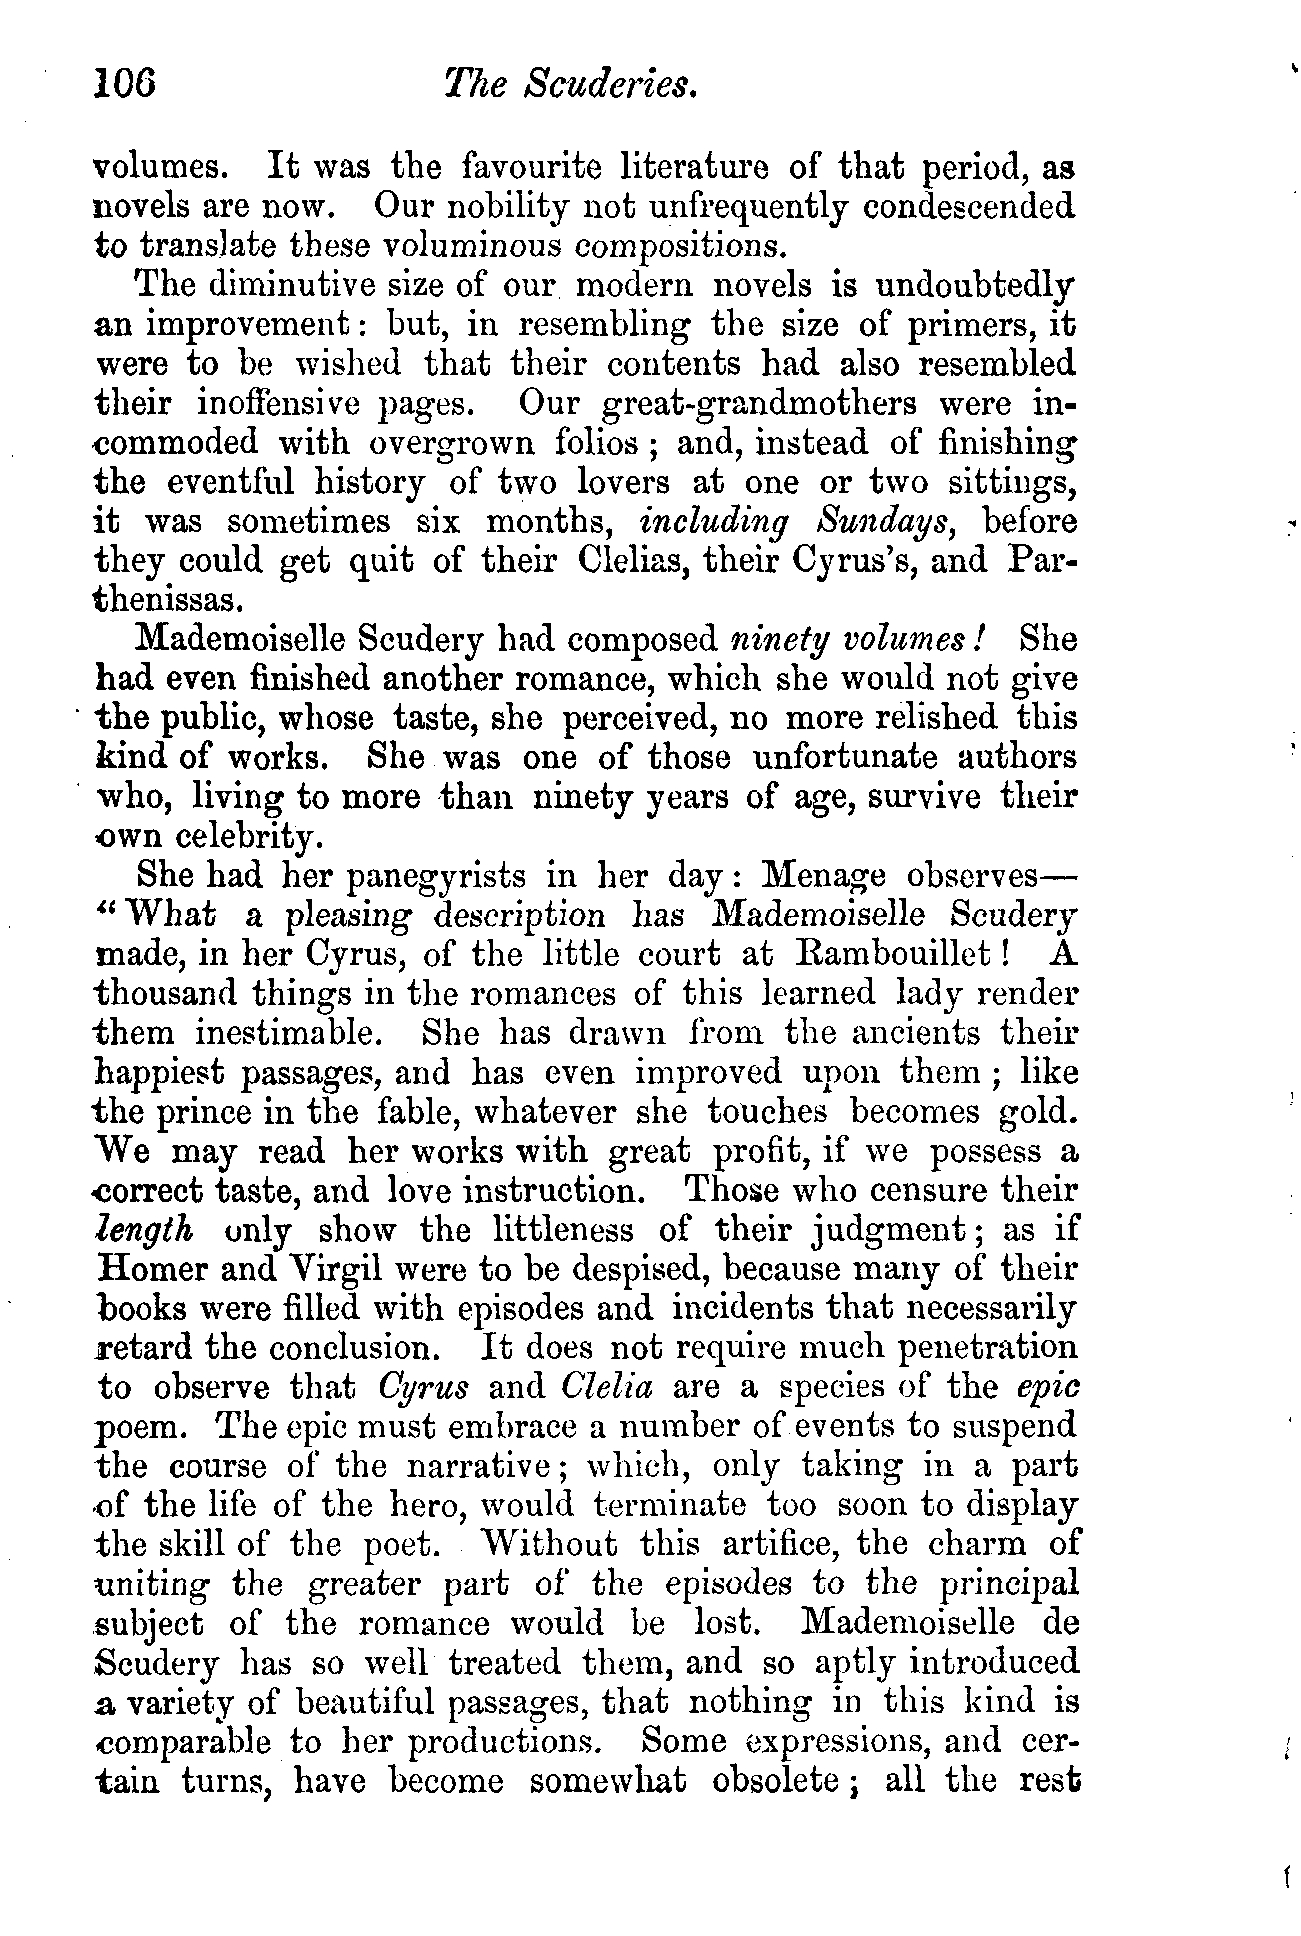 106 The Scuderies.
volumes. It was the favourite literature of that period, as
novels are now. Our nobility not unfrequently condescended
to translate these voluminous compositions.
The diminutive size of our modern novels is undoubtedly
an improvement: but, in resembling the size of primers, it
were to be wished that their contents had also resembled
their inoffensive pages. Our great-grandmothers were in-
commoded with overgrown folios; and, instead of finishing
the eventful history of two lovers at one or two sittings,
it was sometimes six months, including Sundays, before
they could get quit of their Clelias, their Cyrus's, and Par-
thenissas.
Mademoiselle Scudery had composed ninety volumes! She
had even finished another romance, which she would not give
the public, whose taste, she perceived, no more relished this
kind of works. She was one of those unfortunate authors
who, living to more than ninety years of age, survive their
own celebrity.
She had her panegyrists in her day: Menage observes—
"What a pleasing description has Mademoiselle Scudery
made, in her Cyrus, of the little court at Rambouillet! A
thousand things in the romances of this learned lady render
them inestimable. She has drawn from the ancients their
happiest passages, and has even improved upon them; like
the prince in the fable, whatever she touches becomes gold.
We may read her works with great profit, if we possess a
correct taste, and love instruction. Those who censure their
length only show the littleness of their judgment; as if
Homer and Virgil were to be despised, because many of their
books were filled with episodes and incidents that necessarily
retard the conclusion. It does not require much penetration
to observe that Cyrus and Clelia are a species of the epic
poem. The epic must embrace a number of events to suspend
the course of the narrative; which, only taking in a part
of the life of the hero, would terminate too soon to display
the skill of the poet. Without this artifice, the charm of
uniting the greater part of the episodes to the principal
subject of the romance would be lost. Mademoiselle de
Scudery has so well treated them, and so aptly introduced
a variety of beautiful passages, that nothing in this kind is
comparable to her productions. Some expressions, and cer-
tain turns, have become somewhat obsolete; all the rest